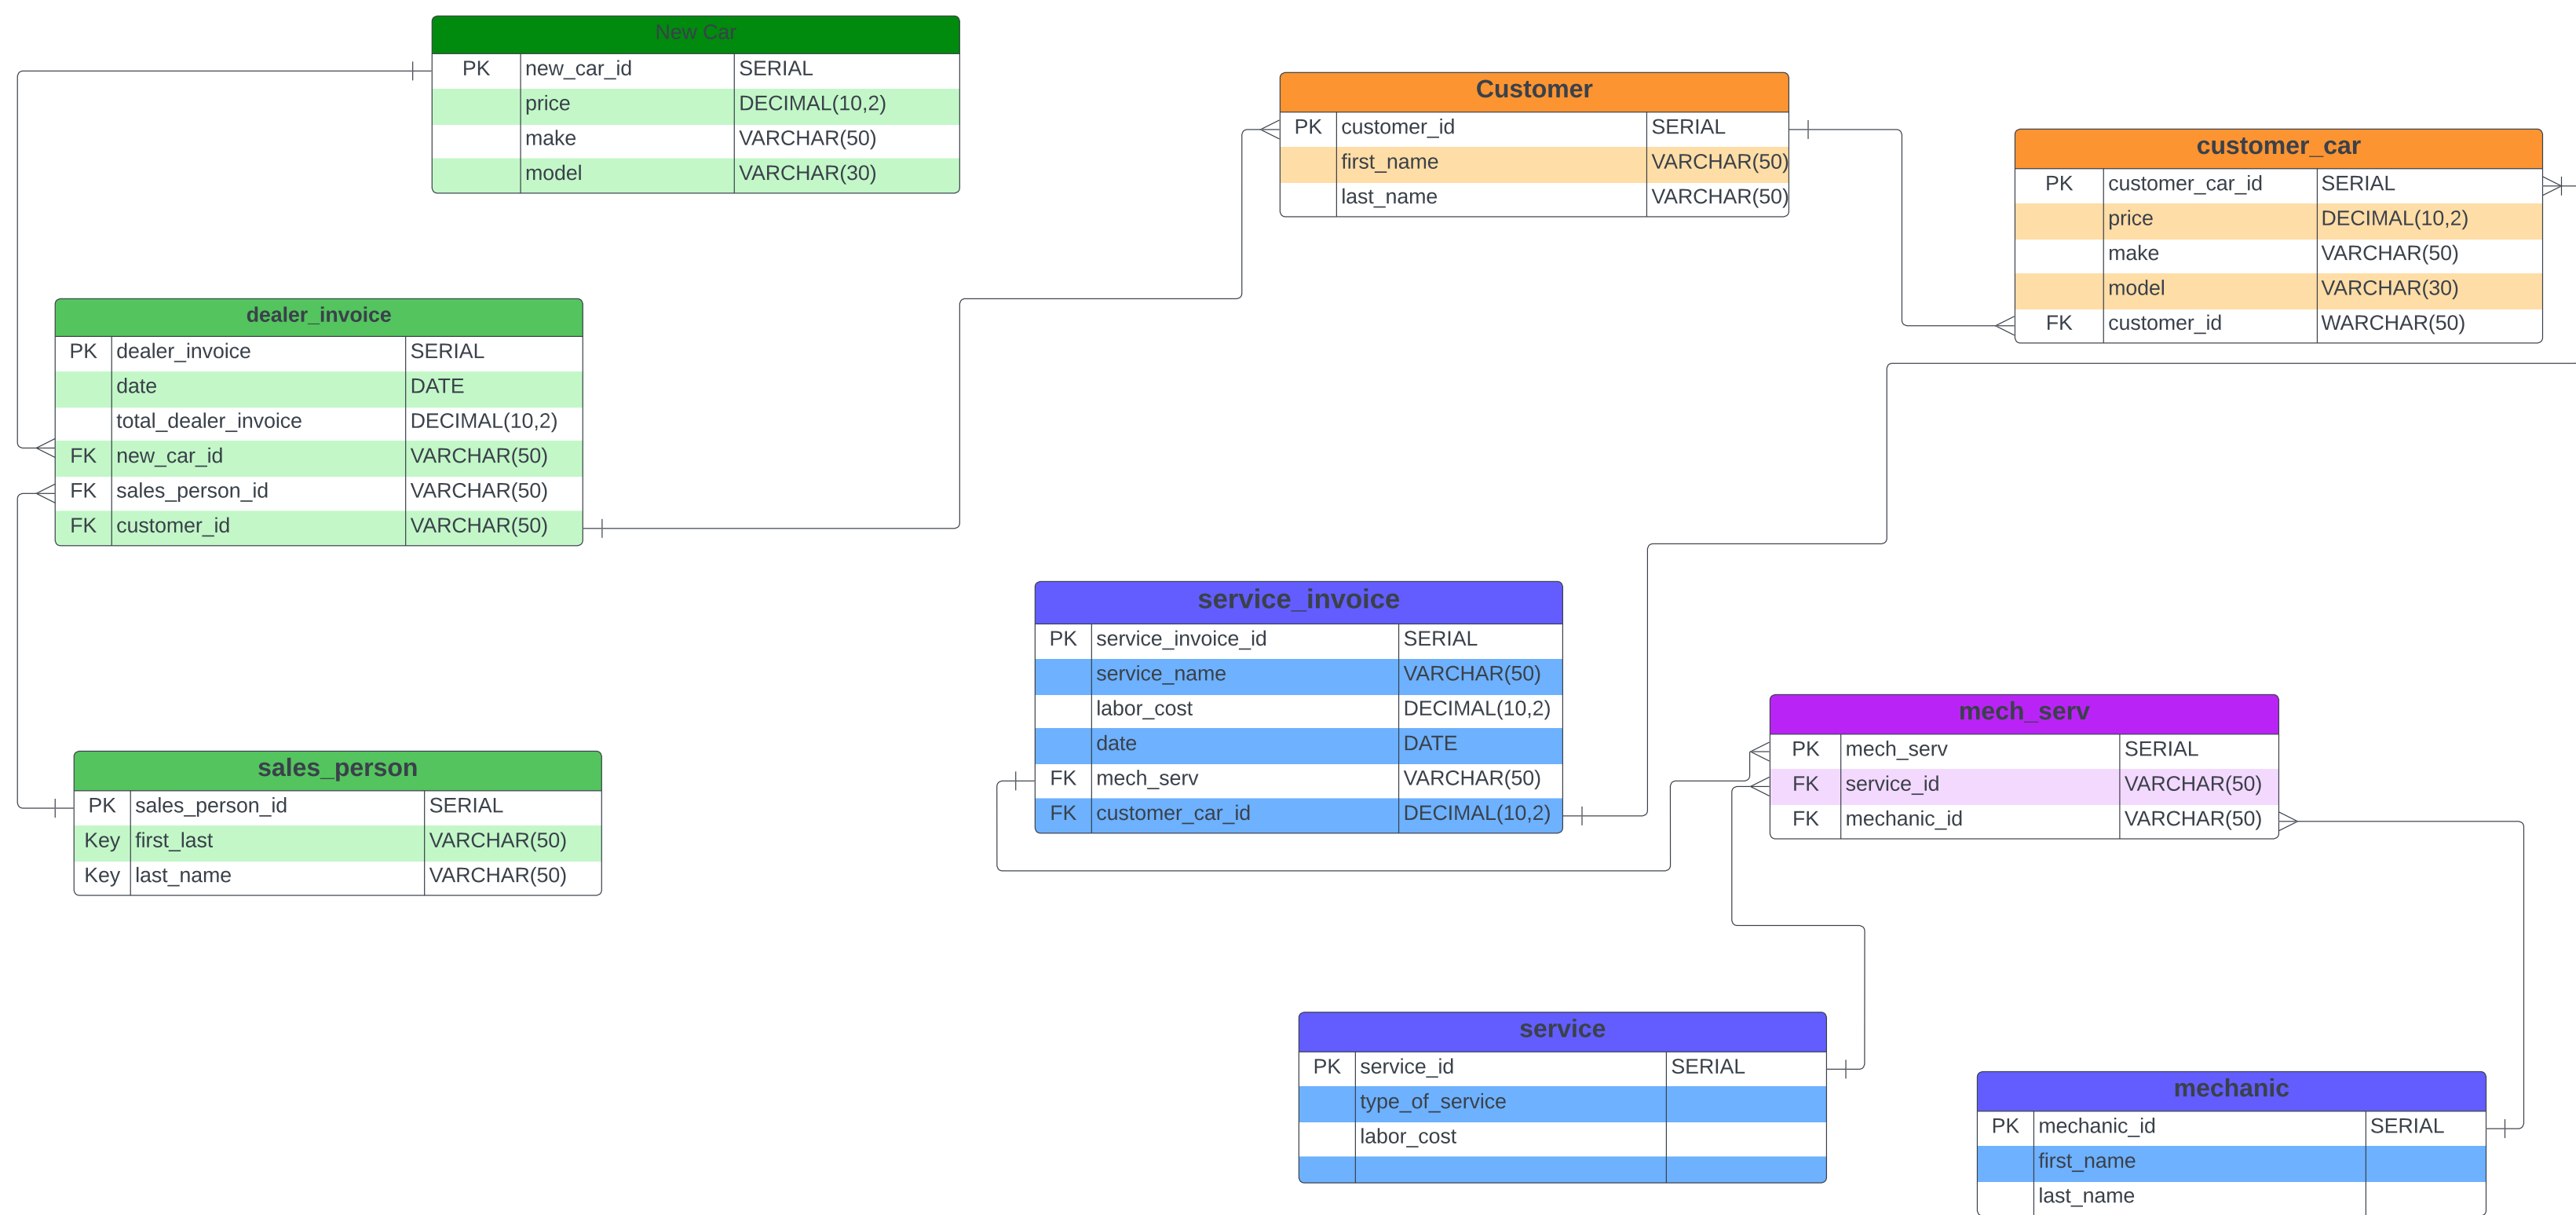 New Car
PK new_car_id SERIAL
price DECIMAL(10,2)
make VARCHAR(50)
model VARCHAR(30)
Customer
PK customer_id SERIAL
first_name VARCHAR(50)
last_name VARCHAR(50)
customer_car
PK customer_car_id SERIAL
price DECIMAL(10,2)
make VARCHAR(50)
model VARCHAR(30)
FK customer_id WARCHAR(50)
dealer_invoice
PK dealer_invoice SERIAL
date DATE
total_dealer_invoice DECIMAL(10,2)
FK new_car_id VARCHAR(50)
FK sales_person_id VARCHAR(50)
FK customer_id VARCHAR(50)
service_invoice
PK service_invoice_id SERIAL
service_name VARCHAR(50)
labor_cost DECIMAL(10,2)
date DATE
FK mech_serv VARCHAR(50)
FK customer_car_id DECIMAL(10,2)
mech_serv
PK mech_serv SERIAL
FK service_id VARCHAR(50)
FK mechanic_id VARCHAR(50)
sales_person
PK sales_person_id SERIAL
Key first_last VARCHAR(50)
Key last_name VARCHAR(50)
service
PK service_id SERIAL
type_of_service
labor_cost
mechanic
PK mechanic_id SERIAL
first_name
last_name